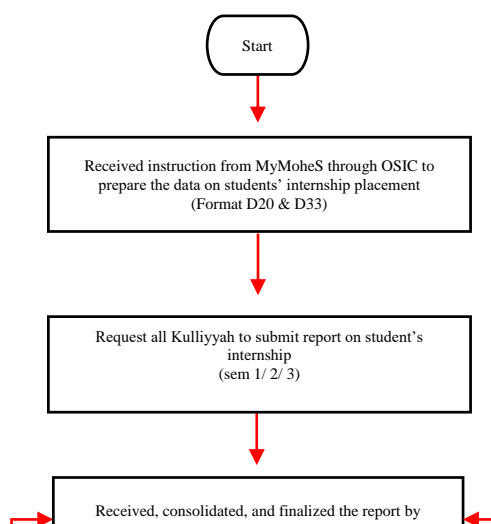 Start
Received instruction from MyMoheS through OSIC to
prepare the data on students’ internship placement
(Format D20 & D33)
Request all Kulliyyah to submit report on student’s
internship
(sem 1/ 2/ 3)
Received, consolidated, and finalized the report by